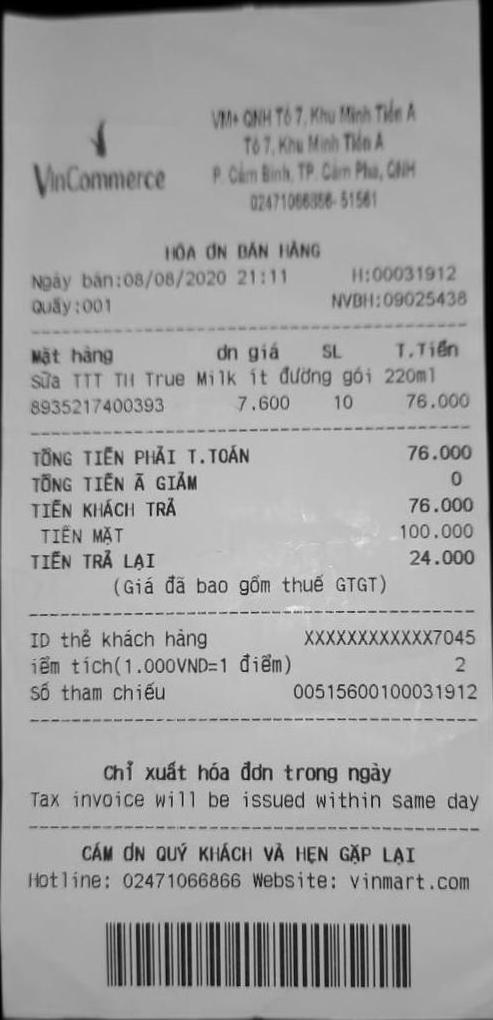 VinCommerce
VM+ QNH Tổ 7, Khu Minh Tiến A
Tổ 7, Khu Minh Tiến A
P. Cẩm Bình, TP. Cẩm Phả, QNH
02471066866-51561
HÓA ƠN BÁN HÀNG
Ngày bán:08/08/2020 21:11 H:00031912
Quầy:001 NVBH:09025438
Mặt hàng ơn giá SL T.Tiền
Sữa TTT TH True Milk ít đường gói 220ml
8935217400393 7.600 10 76.000
TỔNG TIỀN PHẢI T.TOÁN 76.000
TỔNG TIỀN Ã GIẢM 0
TIỀN KHÁCH TRẢ 76.000
TIỀN MẶT 100.000
TIỀN TRẢ LẠI 24.000
(Giá đã bao gồm thuế GTGT)
ID thẻ khách hàng XXXXXXXXXXXX7045
iểm tích(1.000VND=1 điểm) 2
Số tham chiếu 00515600100031912
Chỉ xuất hóa đơn trong ngày
Tax invoice will be issued within same day
CÁM ƠN QUÝ KHÁCH VÀ HẸN GẶP LẠI
Hotline: 02471066866 Website: vinmart.com